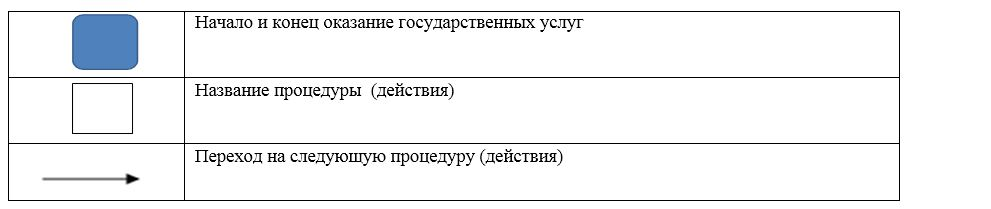 Начало и конец оказание государственных услуг
Название процедуры (действия)
Переход на следующую процедуру (действия)